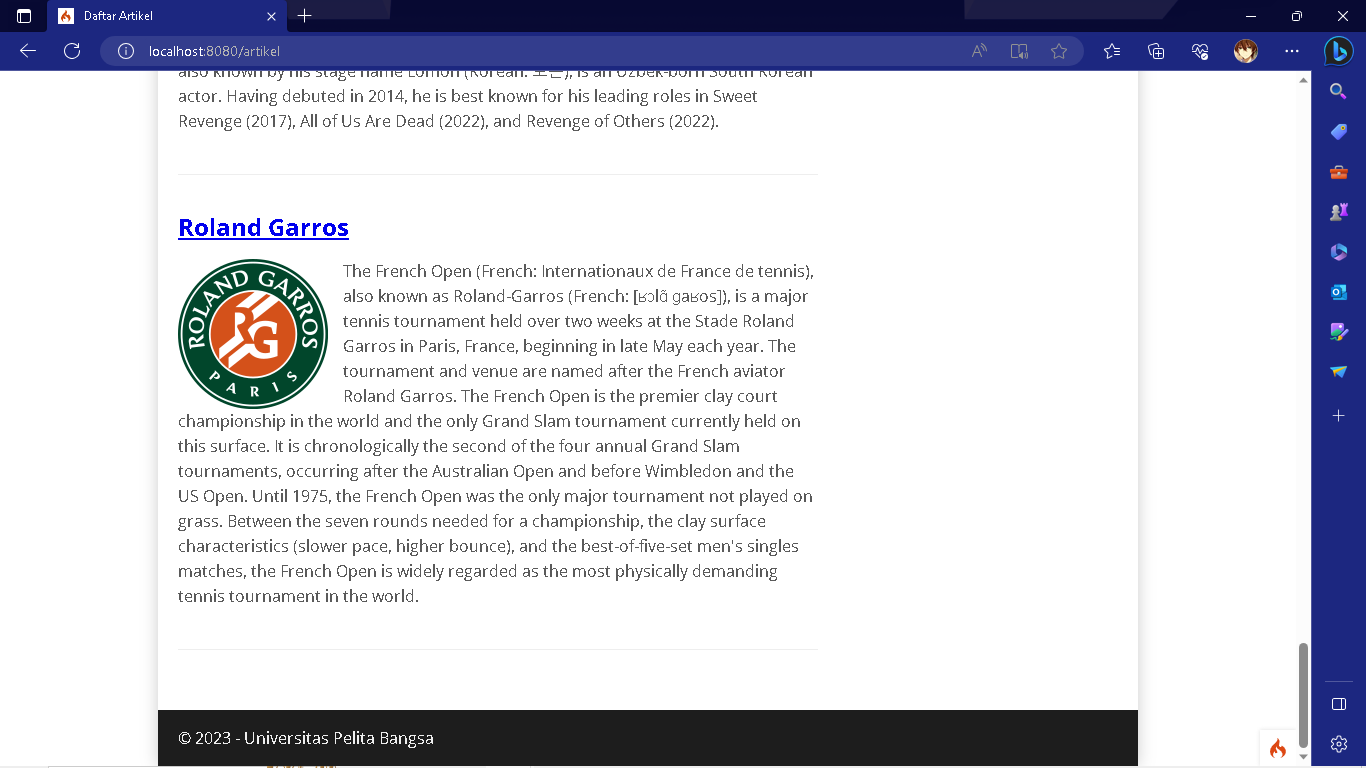 Daftar Artikel
localhost:8080/artikel
also known by his stage name Lomon (Korean: 로몬), is an Uzbek-born South Korean
actor. Having debuted in 2014, he is best known for his leading roles in Sweet
Revenge (2017), All of Us Are Dead (2022), and Revenge of Others (2022).
Roland Garros
ROLAND GARROS
RG
PARIS
The French Open (French: Internationaux de France de tennis),
also known as Roland-Garros (French: [ʁɔlɑ̃ ɡaʁos]), is a major
tennis tournament held over two weeks at the Stade Roland
Garros in Paris, France, beginning in late May each year. The
tournament and venue are named after the French aviator
Roland Garros. The French Open is the premier clay court
championship in the world and the only Grand Slam tournament currently held on
this surface. It is chronologically the second of the four annual Grand Slam
tournaments, occurring after the Australian Open and before Wimbledon and the
US Open. Until 1975, the French Open was the only major tournament not played on
grass. Between the seven rounds needed for a championship, the clay surface
characteristics (slower pace, higher bounce), and the best-of-five-set men's singles
matches, the French Open is widely regarded as the most physically demanding
tennis tournament in the world.
© 2023 - Universitas Pelita Bangsa